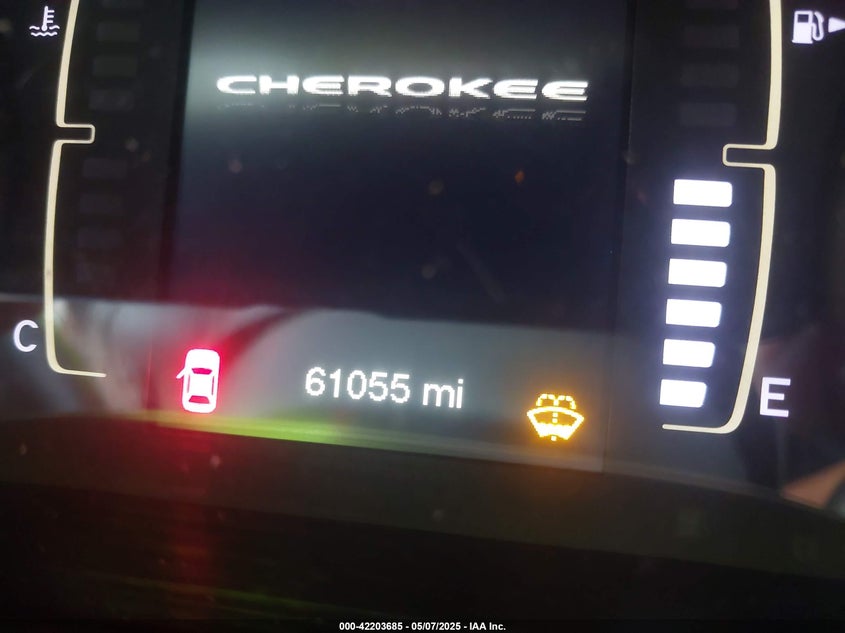 CHEROKEE
C
61055 mi
E
000-42203685 - 05/07/2025 - IAA Inc.